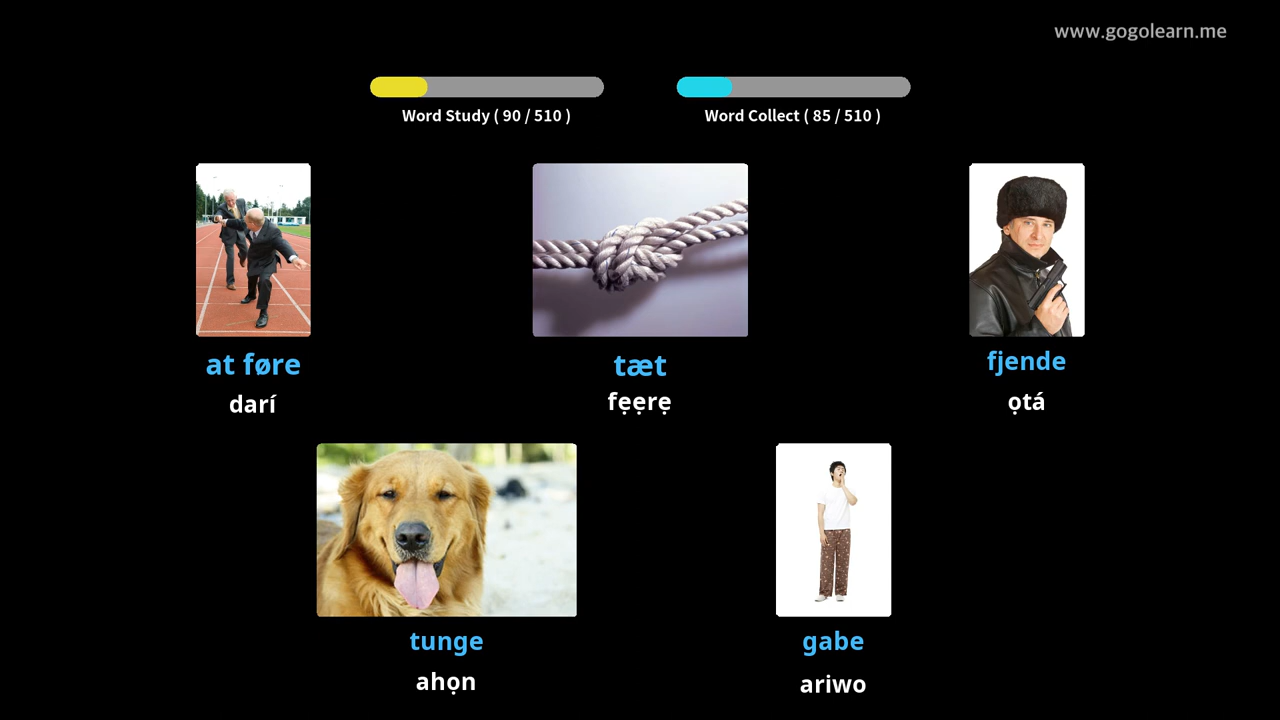 www.gogolearn.me
Word Study ( 90 / 510 )
Word Collect ( 85 / 510 )
at føre
darí
tæt
fẹẹrẹ
fjende
ọtá
tunge
ahọn
gabe
ariwo